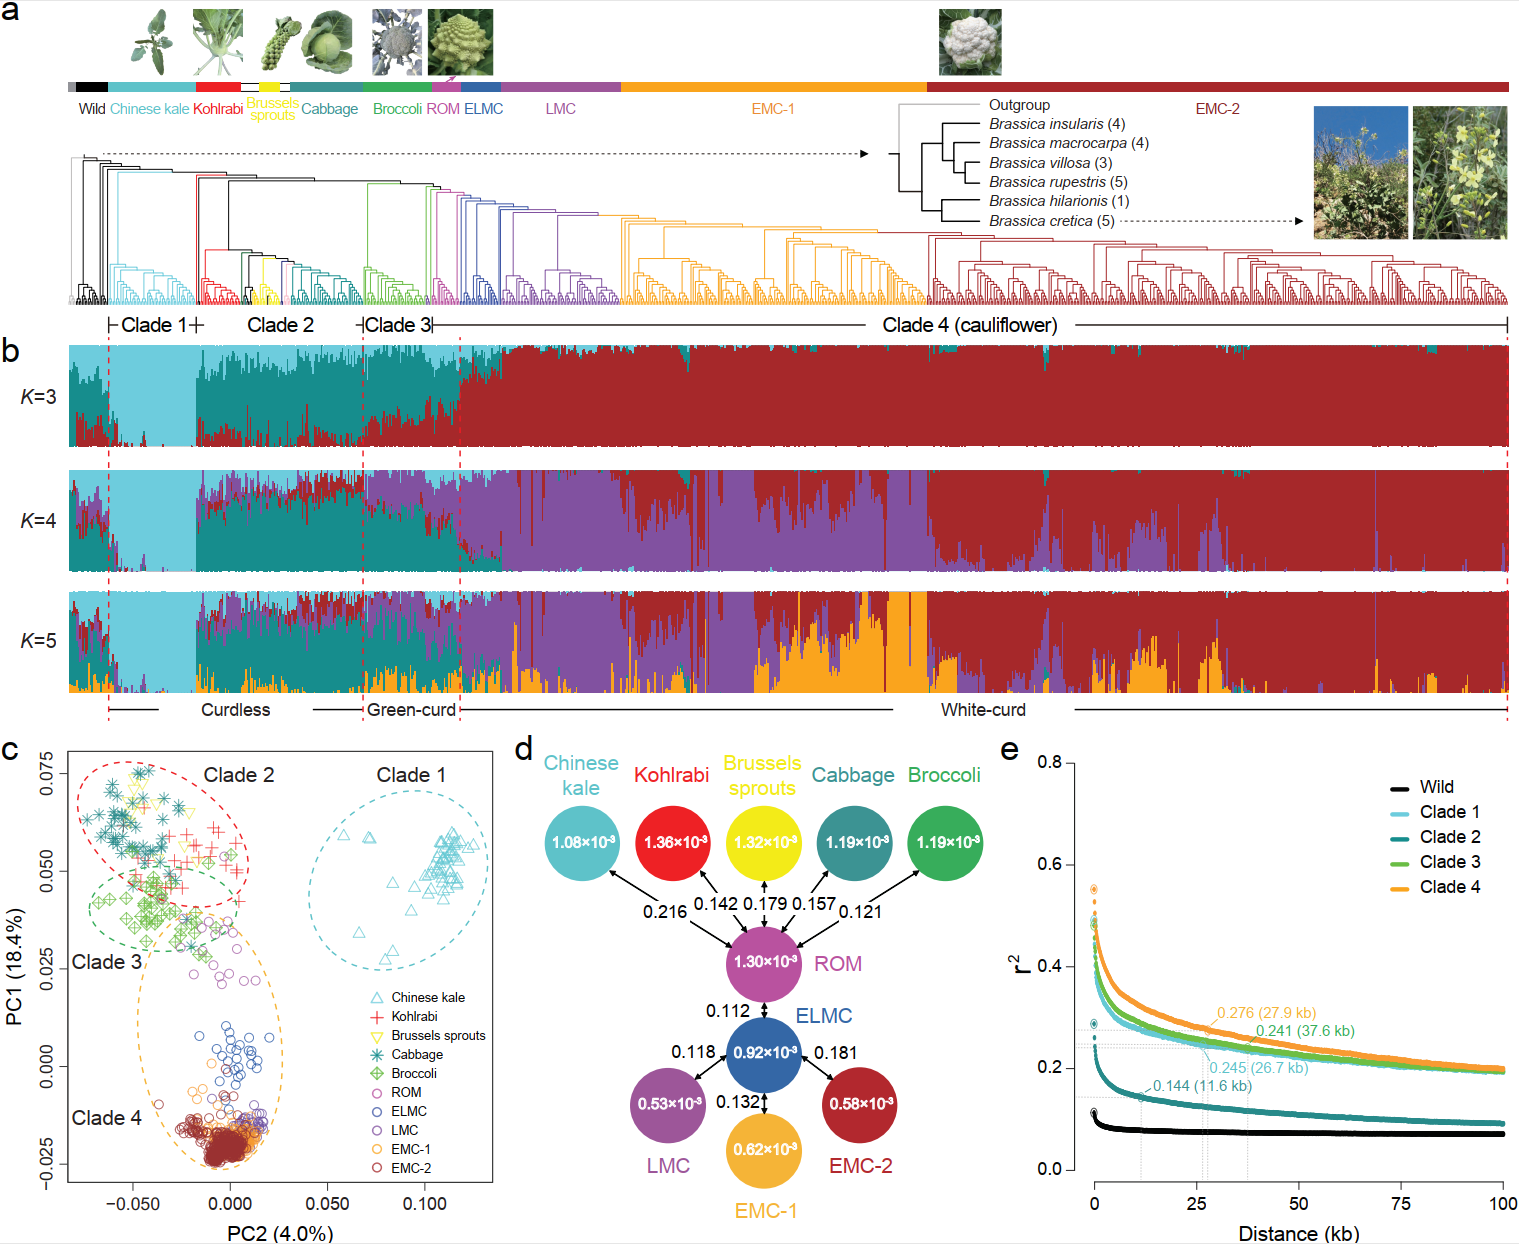 a
Wild
Chinese kale
Kohlrabi
Brussels
sprouts
Cabbage
Broccoli
ROM
ELMC
LMC
EMC-1
EMC-2
Outgroup
Brassica insularis (4)
Brassica macrocarpa (4)
Brassica villosa (3)
Brassica rupestris (5)
Brassica hilarionis (1)
Brassica cretica (5)
Clade 1
Clade 2
Clade 3
Clade 4 (cauliflower)
b
K=3
K=4
K=5
Curdless
Green-curd
White-curd
c
Clade 2
Clade 1
Clade 3
Clade 4
PC1 (18.4%)
0.075
0.050
0.025
0.000
−0.025
Chinese kale
Kohlrabi
Brussels sprouts
Cabbage
Broccoli
ROM
ELMC
LMC
EMC-1
EMC-2
−0.050
0.000
0.050
0.100
PC2 (4.0%)
d
Chinese
kale
Kohlrabi
Brussels
sprouts
Cabbage
Broccoli
1.08×10⁻³
1.36×10⁻³
1.32×10⁻³
1.19×10⁻³
1.19×10⁻³
0.216
0.142
0.179
0.157
0.121
1.30×10⁻³
ROM
0.112
ELMC
0.92×10⁻³
0.118
0.181
0.132
0.53×10⁻³
0.58×10⁻³
0.62×10⁻³
LMC
EMC-2
EMC-1
e
r²
0.8
0.6
0.4
0.2
0.0
Wild
Clade 1
Clade 2
Clade 3
Clade 4
0.276 (27.9 kb)
0.241 (37.6 kb)
0.245 (26.7 kb)
0.144 (11.6 kb)
0
25
50
75
100
Distance (kb)